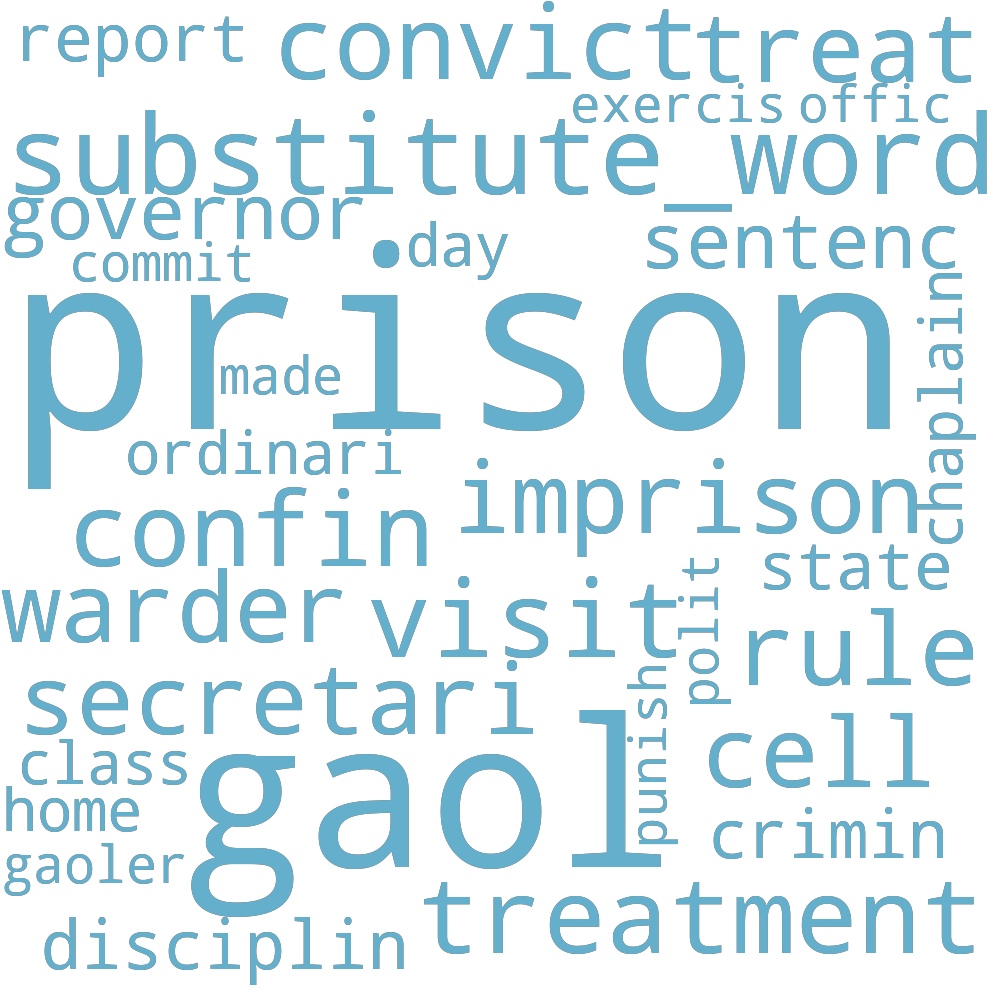 report
convict
treat
exercis
offic
substitute_word
governor
day
sentenc
commit
prison
chaplain
made
ordinari
imprison
confin
state
warder
visit
polit
rule
secretari
punish
class
gaol
cell
home
crimin
gaoler
treatment
disciplin